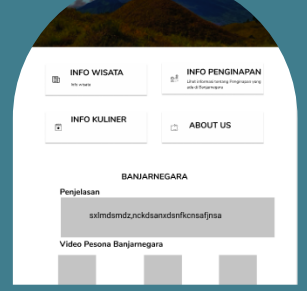 INFO WISATA
Info wisata
INFO PENGINAPAN
Lihat informasi tentang Penginapan yang
ada di Banjarnegara
INFO KULINER
ABOUT US
BANJARNEGARA
Penjelasan
sxlmdsmdz,nckdsanxdsnfkcnsafjnsa
Video Pesona Banjarnegara